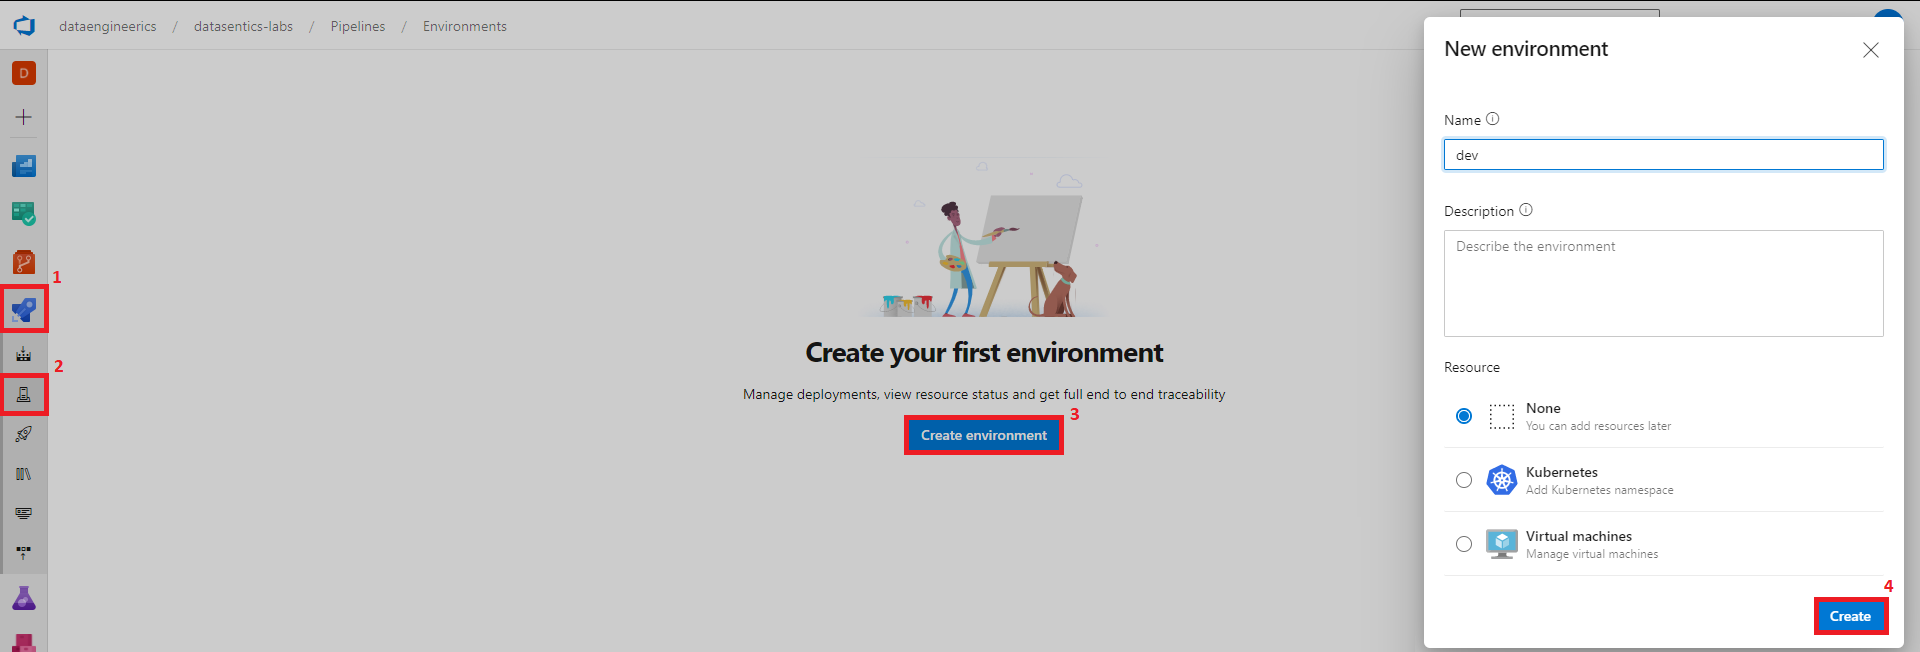 dataengineerics / datasentics-labs / Pipelines / Environments
D
1
2
Create your first environment
Manage deployments, view resource status and get full end to end traceability
3
Create environment
New environment
Name
dev
Description
Describe the environment
Resource
None
You can add resources later
Kubernetes
Add Kubernetes namespace
Virtual machines
Manage virtual machines
4
Create